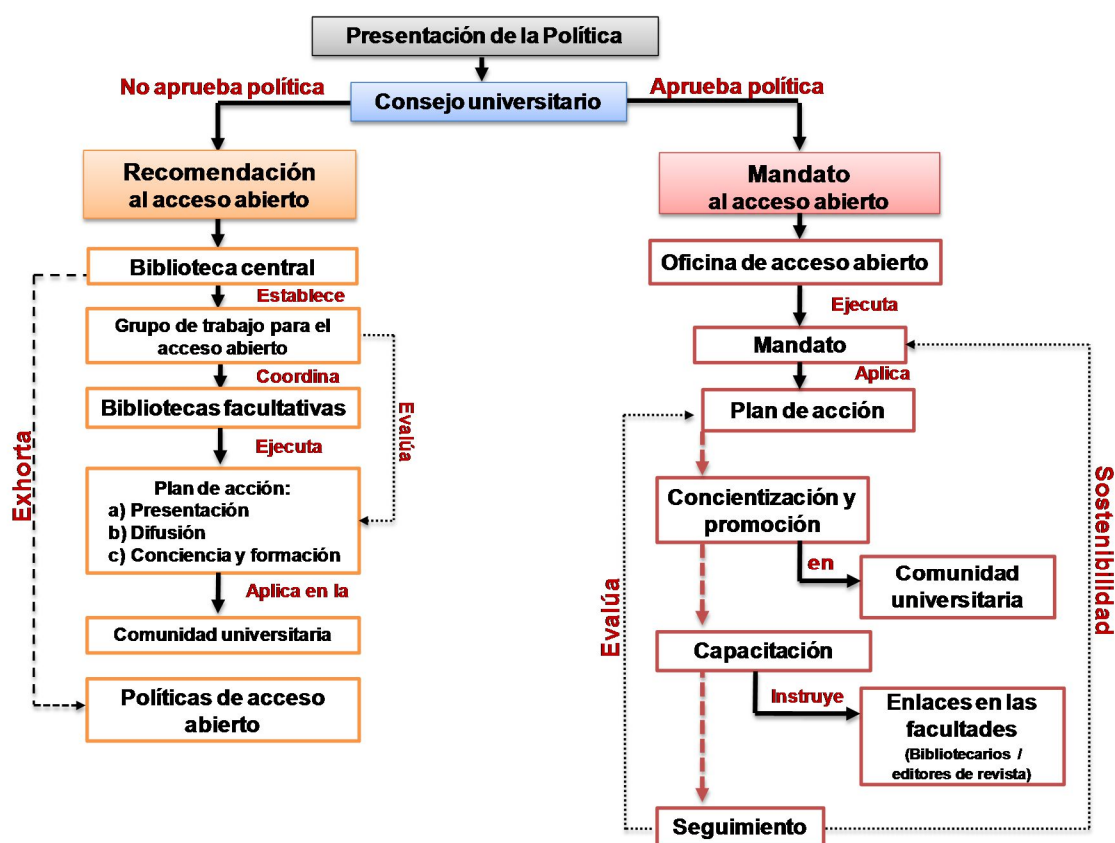 Presentación de la Política
No aprueba política
Consejo universitario
Aprueba política
Recomendación
al acceso abierto
Biblioteca central
Establece
Grupo de trabajo para el
acceso abierto
Coordina
Bibliotecas facultativas
Ejecuta
Plan de acción:
a) Presentación
b) Difusión
c) Conciencia y formación
Aplica en la
Comunidad universitaria
Políticas de acceso
abierto
Exhorta
Evalúa
Mandato
al acceso abierto
Oficina de acceso abierto
Ejecuta
Mandato
Aplica
Plan de acción
Concientización y
promoción
en
Comunidad
universitaria
Capacitación
Instruye
Enlaces en las
facultades
(Bibliotecarios /
editores de revista)
Seguimiento
Evalúa
Sostenibilidad